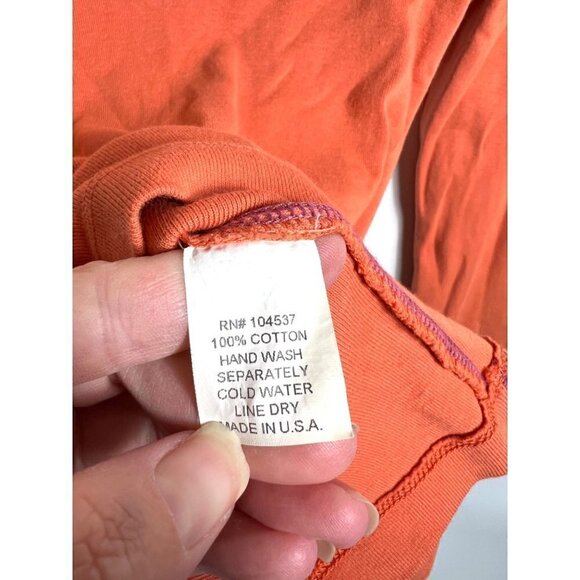 RN# 104537
100% COTTON
HAND WASH
SEPARATELY
COLD WATER
LINE DRY
MADE IN U.S.A.